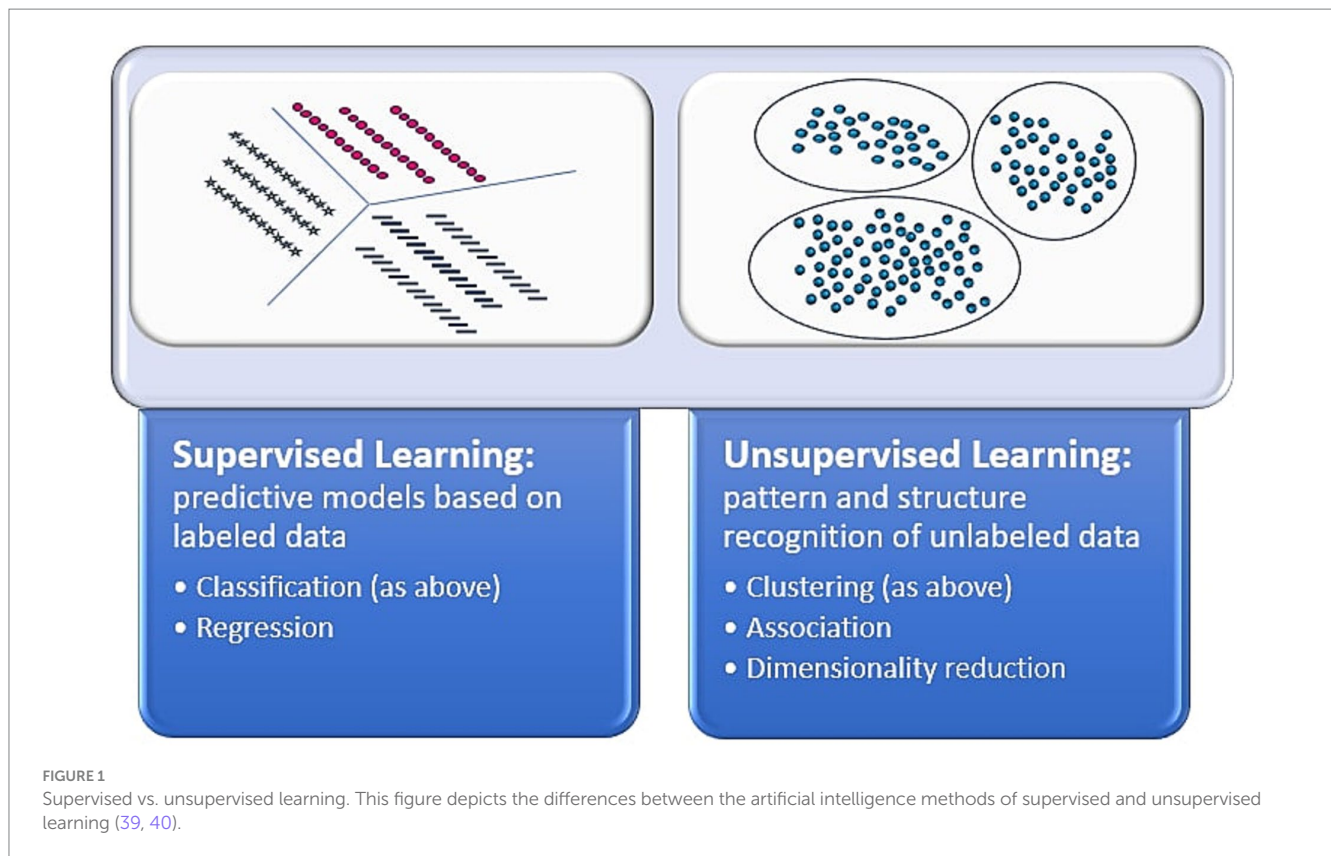 Supervised Learning:
predictive models based on
labeled data
• Classification (as above)
• Regression
Unsupervised Learning:
pattern and structure
recognition of unlabeled data
• Clustering (as above)
• Association
• Dimensionality reduction
FIGURE 1
Supervised vs. unsupervised learning. This figure depicts the differences between the artificial intelligence methods of supervised and unsupervised
learning (39, 40).